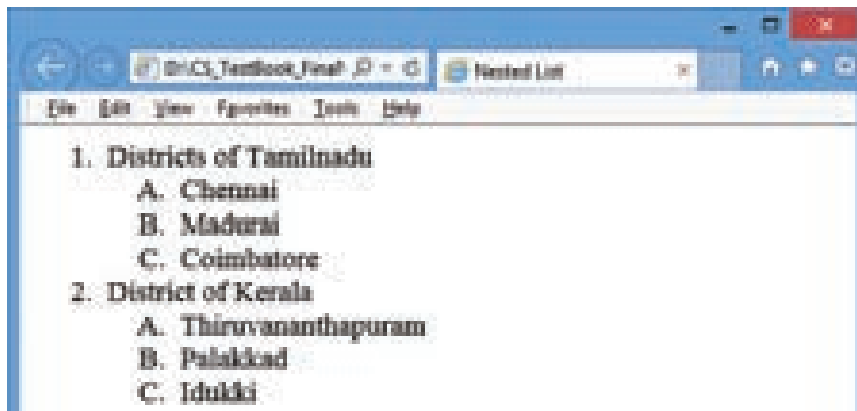 D:\CS_TextBook_Final\
Nested List
File Edit View Favorites Tools Help
1. Districts of Tamilnadu
A. Chennai
B. Madurai
C. Coimbatore
2. District of Kerala
A. Thiruvananthapuram
B. Palakkad
C. Idukki